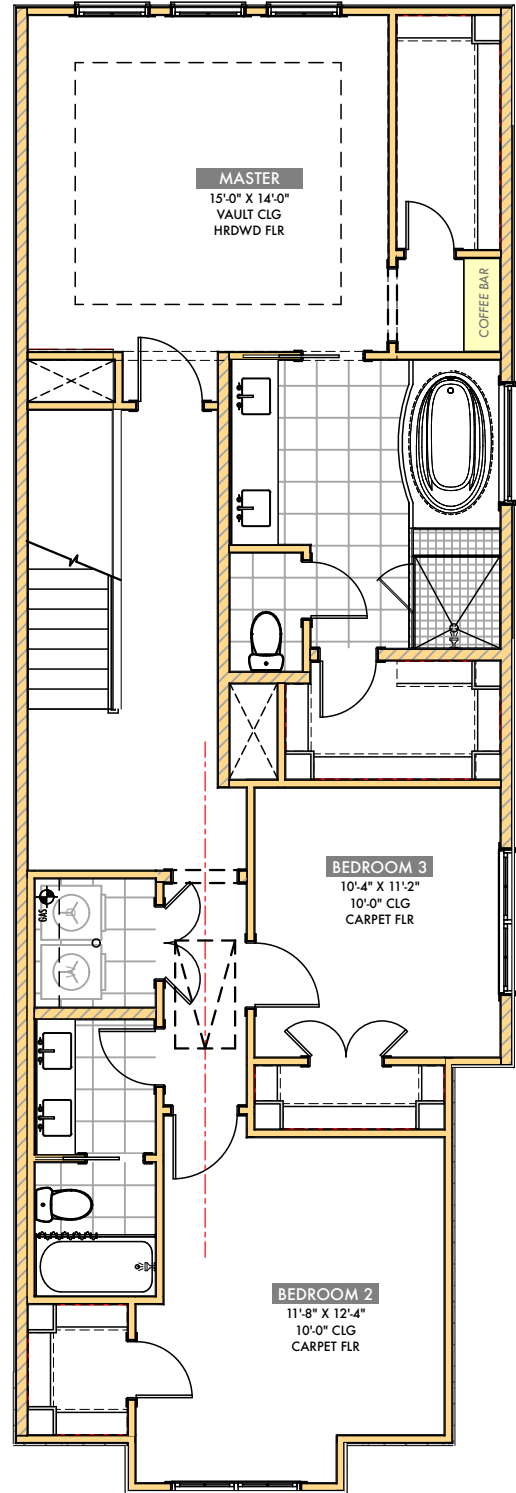 MASTER
15'-0" X 14'-0"
VAULT CLG
HRDWD FLR
COFFEE BAR
BEDROOM 3
10'-4" X 11'-2"
10'-0" CLG
CARPET FLR
GAS
BEDROOM 2
11'-8" X 12'-4"
10'-0" CLG
CARPET FLR